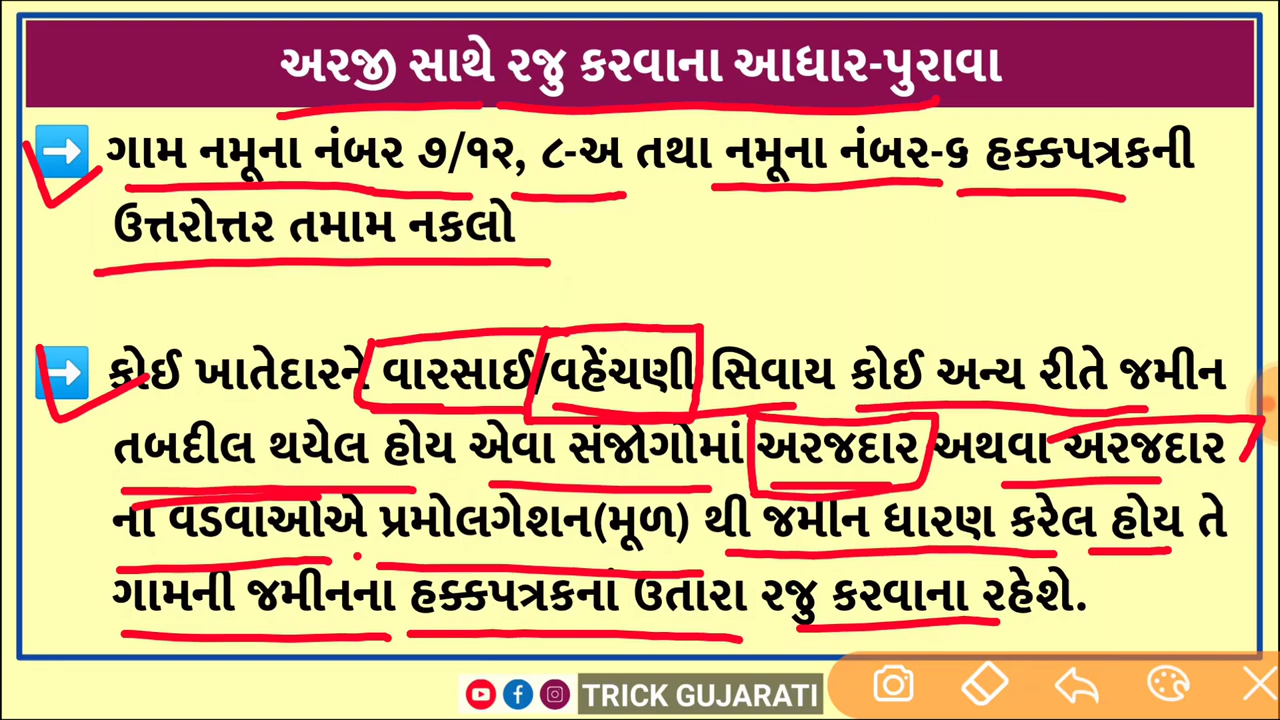 અરજી સાથે રજુ કરવાના આધાર-પુરાવા
ગામ નમૂના નંબર ૭/૧૨, ૮-અ તથા નમૂના નંબર-૬ હક્કપત્રકની
ઉત્તરોત્તર તમામ નકલો
કોઈ ખાતેદારને વારસાઈ/વહેંચણી સિવાય કોઈ અન્ય રીતે જમીન
તબદીલ થયેલ હોય એવા સંજોગોમાં અરજદાર અથવા અરજદાર
ના વડવાઓએ પ્રમોલગેશન(મૂળ) થી જમીન ધારણ કરેલ હોય તે
ગામની જમીનના હક્કપત્રકનાં ઉતારા રજુ કરવાના રહેશે.
TRICK GUJARATI